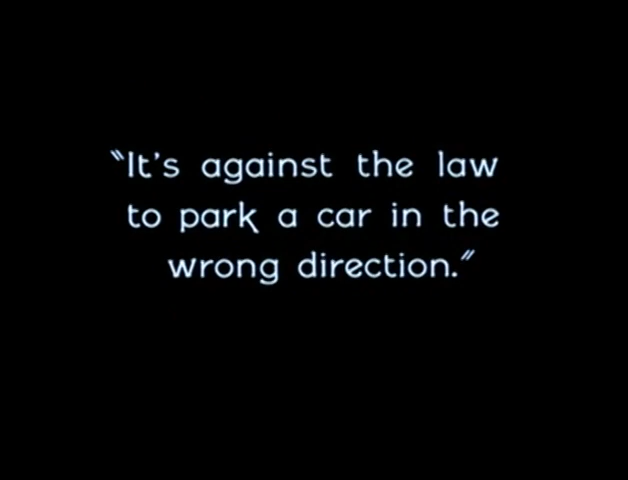 "It's against the law
to park a car in the
wrong direction."